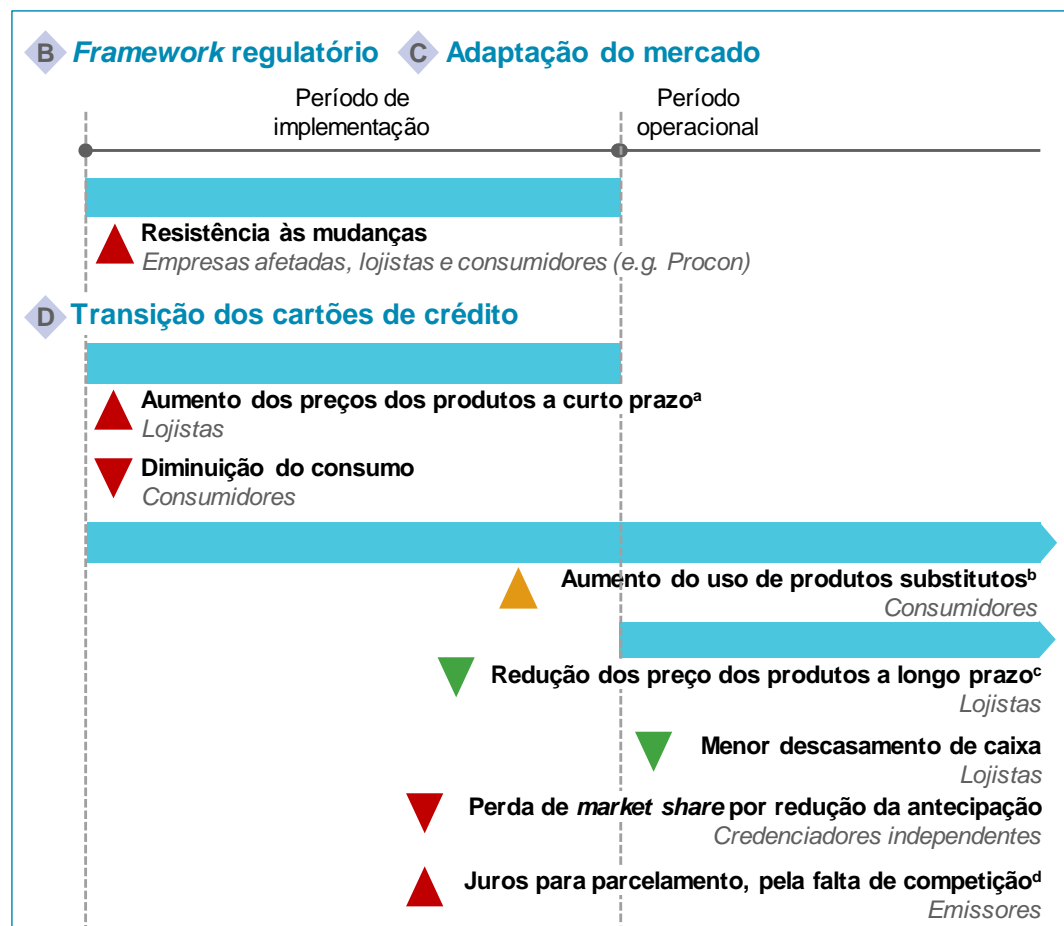 B Framework regulatório C Adaptação do mercado
Período de
implementação
Período
operacional
Resistência às mudanças
Empresas afetadas, lojistas e consumidores (e.g. Procon)
D Transição dos cartões de crédito
Aumento dos preços dos produtos a curto prazoᵃ
Lojistas
Diminuição do consumo
Consumidores
Aumento do uso de produtos substitutosᵇ
Consumidores
Redução dos preço dos produtos a longo prazoᶜ
Lojistas
Menor descasamento de caixa
Lojistas
Perda de market share por redução da antecipação
Credenciadores independentes
Juros para parcelamento, pela falta de competiçãoᵈ
Emissores